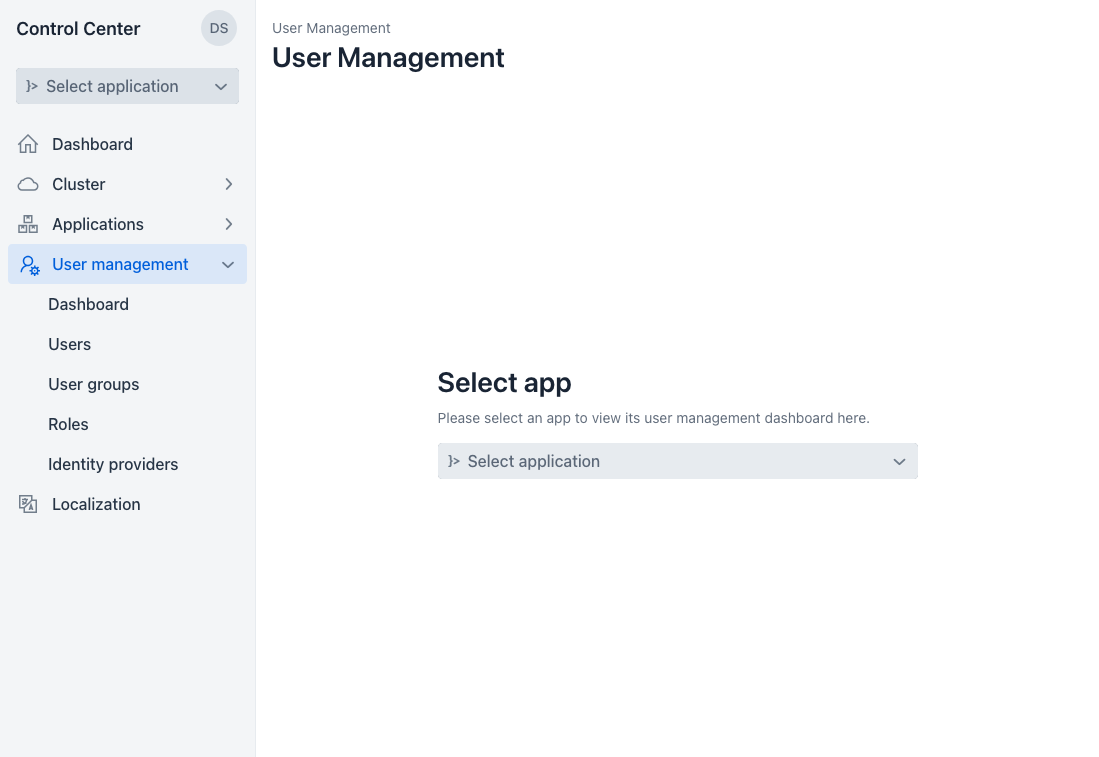 Control Center
DS
Select application
Dashboard
Cluster
Applications
User management
Dashboard
Users
User groups
Roles
Identity providers
Localization
User Management
User Management
Select app
Please select an app to view its user management dashboard here.
Select application